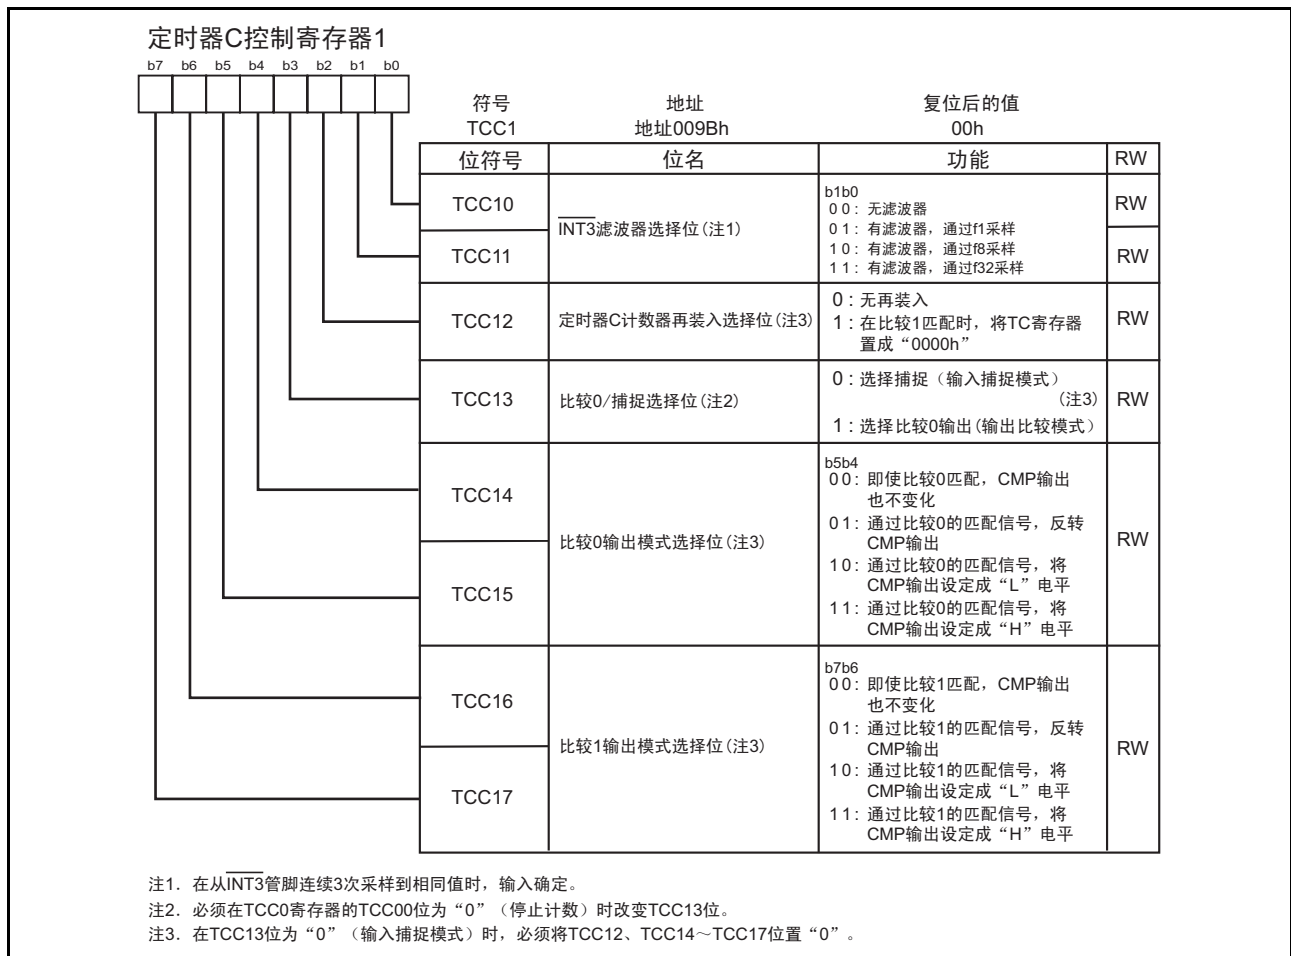 定时器C控制寄存器1
b7 b6 b5 b4 b3 b2 b1 b0
符号 地址 复位后的值
TCC1 地址009Bh 00h
位符号 位名 功能 RW
TCC10 RW
TCC11 RW
INT3滤波器选择位(注1)
b1b0
0 0：无滤波器
0 1：有滤波器，通过f1采样
1 0：有滤波器，通过f8采样
1 1：有滤波器，通过f32采样
TCC12 定时器C计数器再装入选择位(注3) RW
0：无再装入
1：在比较1匹配时，将TC寄存器
置成“0000h”
TCC13 比较0/捕捉选择位(注2) RW
0：选择捕捉（输入捕捉模式）
(注3)
1：选择比较0输出(输出比较模式）
TCC14
TCC15
比较0输出模式选择位(注3) RW
b5b4
0 0：即使比较0匹配，CMP输出
也不变化
0 1：通过比较0的匹配信号，反转
CMP输出
1 0：通过比较0的匹配信号，将
CMP输出设定成“L”电平
1 1：通过比较0的匹配信号，将
CMP输出设定成“H”电平
TCC16
TCC17
比较1输出模式选择位(注3) RW
b7b6
0 0：即使比较1匹配，CMP输出
也不变化
0 1：通过比较1的匹配信号，反转
CMP输出
1 0：通过比较1的匹配信号，将
CMP输出设定成“L”电平
1 1：通过比较1的匹配信号，将
CMP输出设定成“H”电平
注1．在从INT3管脚连续3次采样到相同值时，输入确定。
注2．必须在TCC0寄存器的TCC00位为“0”（停止计数）时改变TCC13位。
注3．在TCC13位为“0”（输入捕捉模式）时，必须将TCC12、TCC14～TCC17位置“0”。